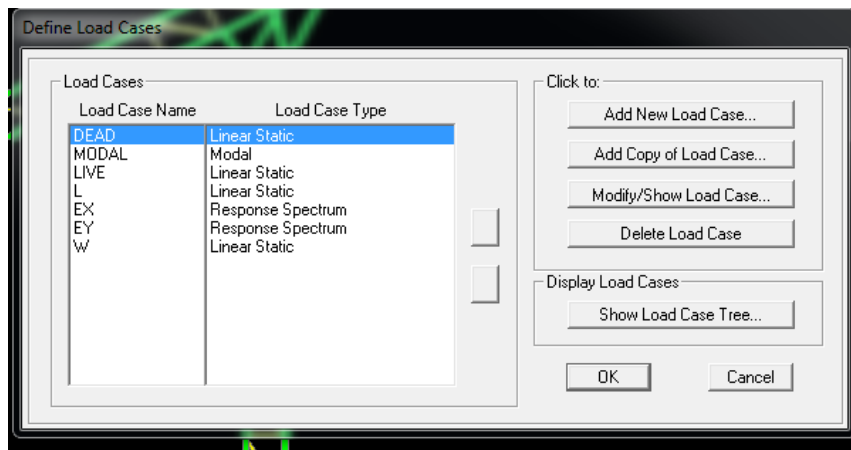 Define Load Cases
Load Cases
Load Case Name Load Case Type
DEAD Linear Static
MODAL Modal
LIVE Linear Static
L Linear Static
EX Response Spectrum
EY Response Spectrum
W Linear Static
Click to:
Add New Load Case...
Add Copy of Load Case...
Modify/Show Load Case...
Delete Load Case
Display Load Cases
Show Load Case Tree...
OK Cancel